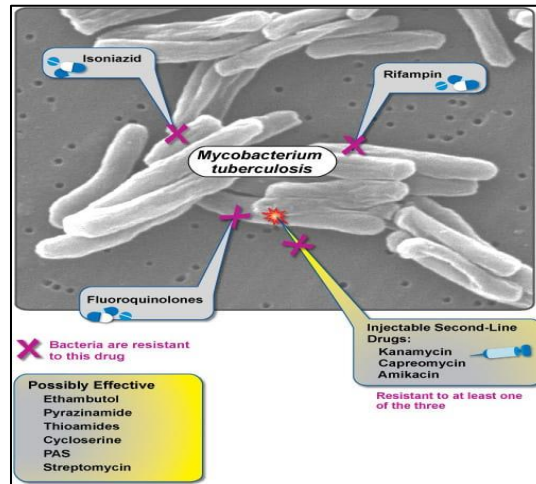 Isoniazid
Rifampin
Mycobacterium
tuberculosis
Fluoroquinolones
Injectable Second-Line
Drugs:
Kanamycin
Capreomycin
Amikacin
Resistant to at least one
of the three
Bacteria are resistant
to this drug
Possibly Effective
Ethambutol
Pyrazinamide
Thioamides
Cycloserine
PAS
Streptomycin